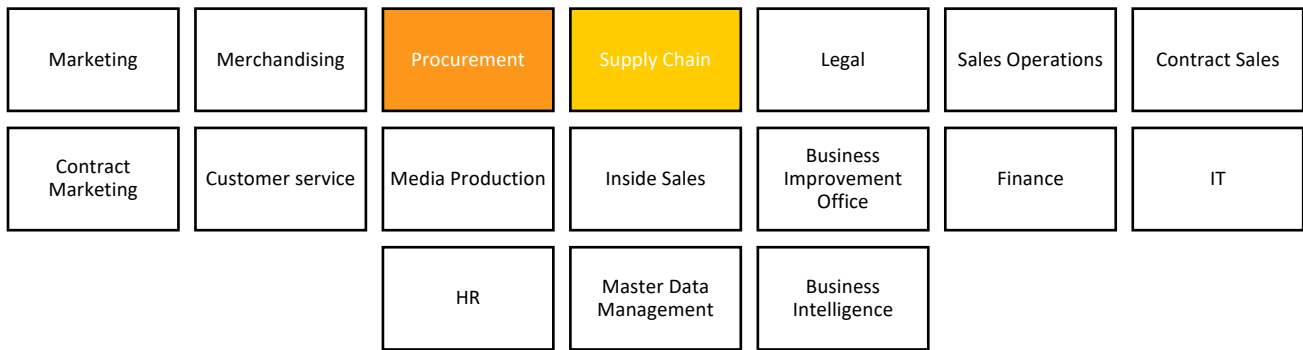 Marketing
Merchandising
Procurement
Supply Chain
Legal
Sales Operations
Contract Sales
Contract
Marketing
Customer service
Media Production
Inside Sales
Business
Improvement
Office
Finance
IT
HR
Master Data
Management
Business
Intelligence